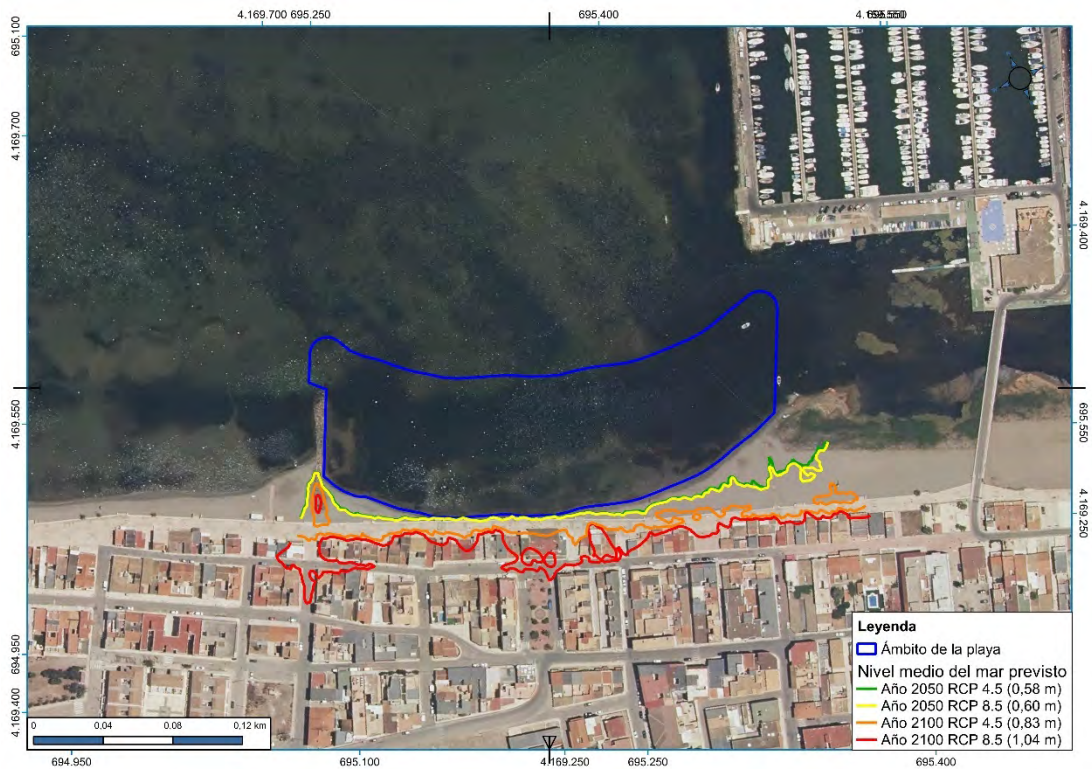 4.169.700 695.250 695.400
695.100
4.169.700
4.169.550
694.950
4.169.400
4.169.400
695.550
4.169.250
Leyenda
Ámbito de la playa
Nivel medio del mar previsto
Año 2050 RCP 4.5 (0,58 m)
Año 2050 RCP 8.5 (0,60 m)
Año 2100 RCP 4.5 (0,83 m)
Año 2100 RCP 8.5 (1,04 m)
0 0.04 0.08 0,12 km
694.950 695.100 4.169.250 695.250 695.400